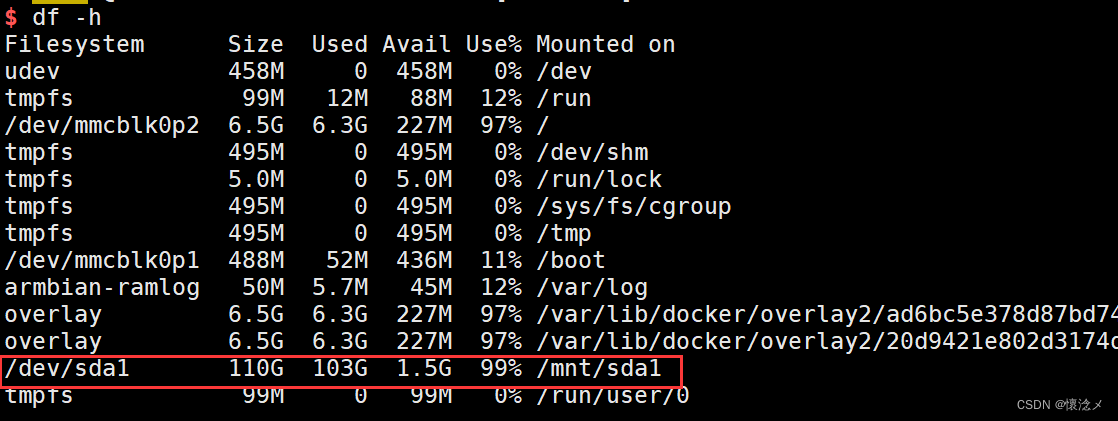 $ df -h
Filesystem      Size  Used Avail Use% Mounted on
udev            458M     0  458M   0% /dev
tmpfs            99M   12M   88M  12% /run
/dev/mmcblk0p2  6.5G  6.3G  227M  97% /
tmpfs           495M     0  495M   0% /dev/shm
tmpfs           5.0M     0  5.0M   0% /run/lock
tmpfs           495M     0  495M   0% /sys/fs/cgroup
tmpfs           495M     0  495M   0% /tmp
/dev/mmcblk0p1  488M   52M  436M  11% /boot
armbian-ramlog   50M  5.7M   45M  12% /var/log
overlay         6.5G  6.3G  227M  97% /var/lib/docker/overlay2/ad6bc5e378d87bd74
overlay         6.5G  6.3G  227M  97% /var/lib/docker/overlay2/20d9421e802d3174d
/dev/sda1       110G  103G  1.5G  99% /mnt/sda1
tmpfs            99M     0   99M   0% /run/user/0
CSDN @懷淰メ